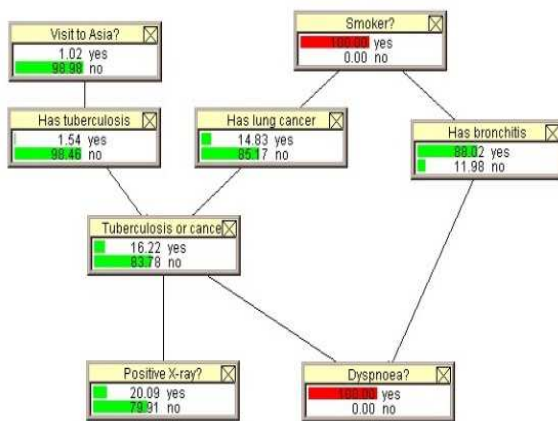 Visit to Asia?
1.02 yes
98.98 no
Smoker?
100.00 yes
0.00 no
Has tuberculosis
1.54 yes
98.46 no
Has lung cancer
14.83 yes
85.17 no
Has bronchitis
88.02 yes
11.98 no
Tuberculosis or cance
16.22 yes
83.78 no
Positive X-ray?
20.09 yes
79.91 no
Dyspnoea?
100.00 yes
0.00 no